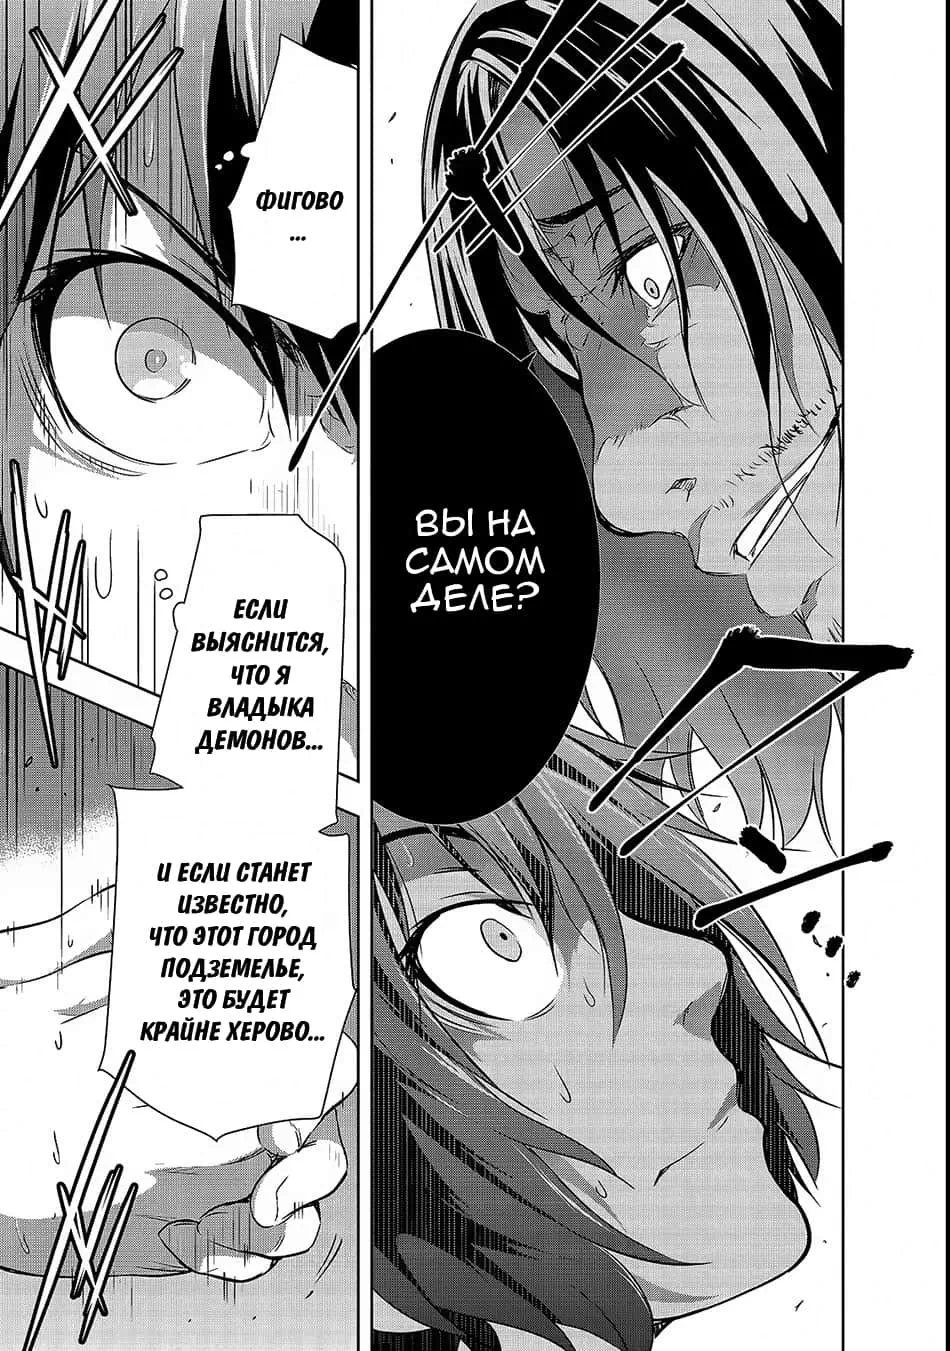 ВЫ НА
САМОМ
ДЕЛЕ?
ФИГОВО
...
ЕСЛИ
ВЫЯСНИТСЯ,
ЧТО Я
ВЛАДЫКА
ДЕМОНОВ...
И ЕСЛИ СТАНЕТ
ИЗВЕСТНО,
ЧТО ЭТОТ ГОРОД
ПОДЗЕМЕЛЬЕ,
ЭТО БУДЕТ
КРАЙНЕ ХЕРОВО...